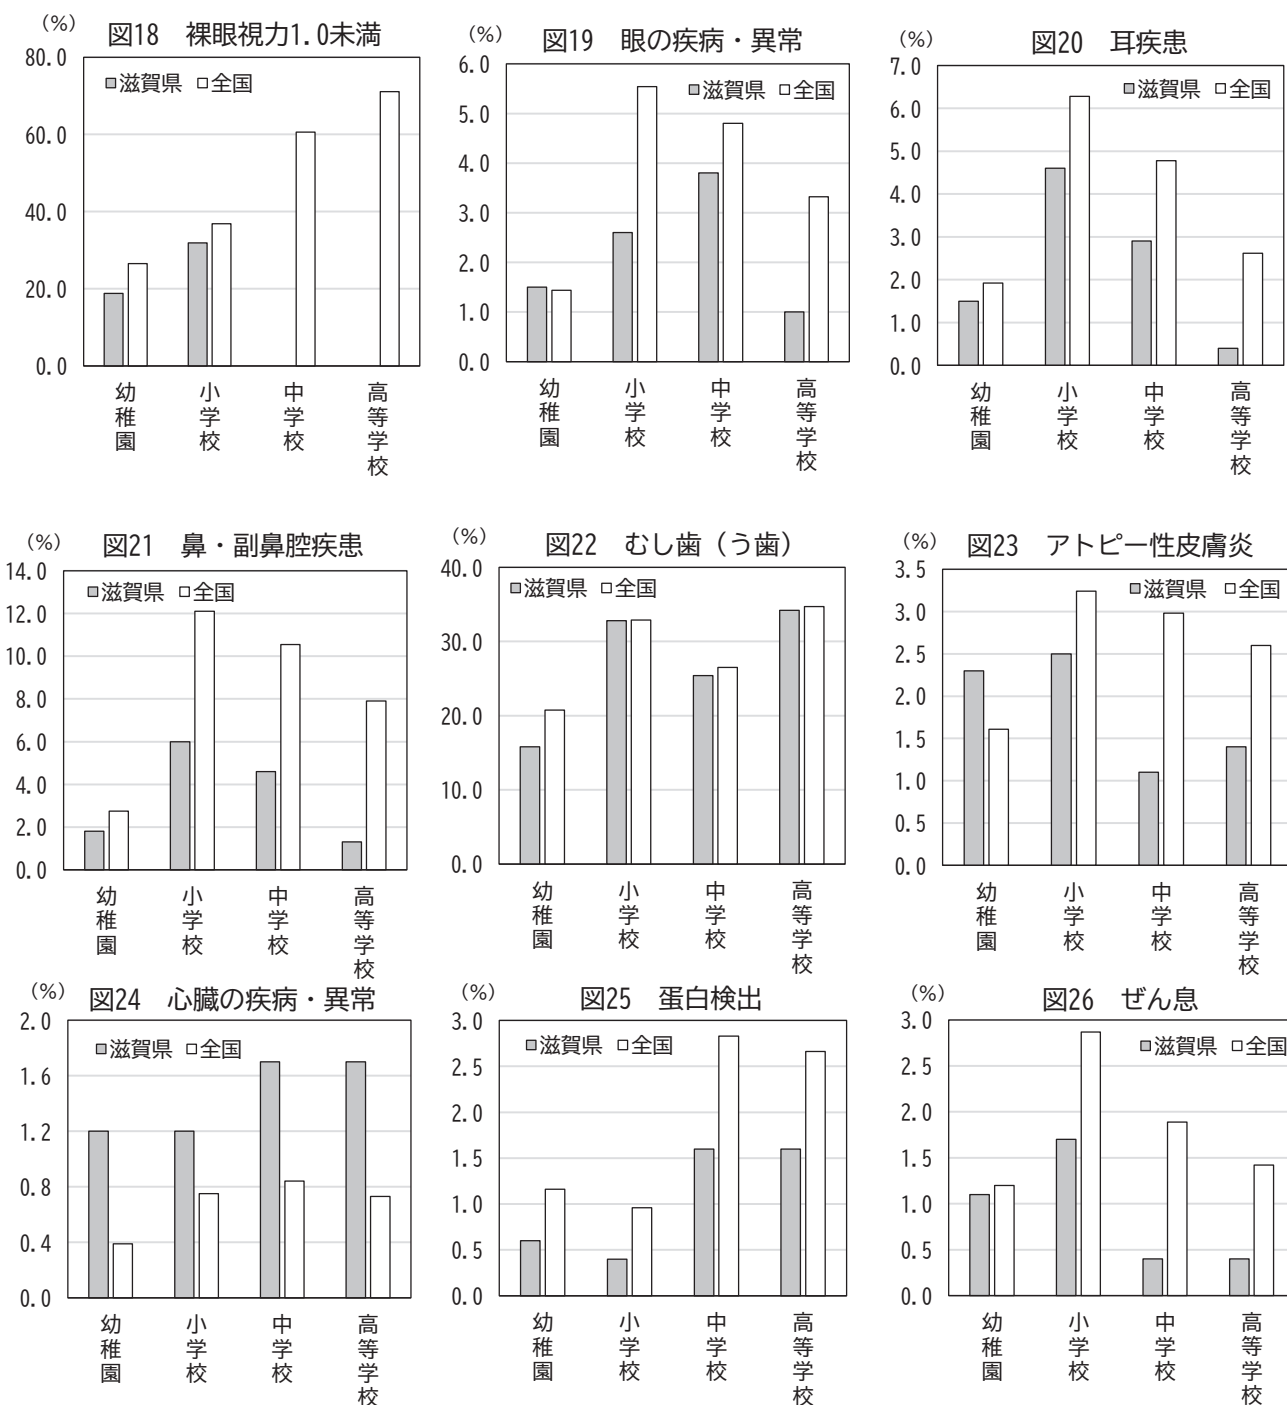 (%) 図18　裸眼視力1.0未満
■滋賀県 □全国
80.0
60.0
40.0
20.0
0.0
幼稚園
小学校
中学校
高等学校
(%) 図19　眼の疾病・異常
■滋賀県 □全国
6.0
5.0
4.0
3.0
2.0
1.0
0.0
幼稚園
小学校
中学校
高等学校
(%) 図20　耳疾患
■滋賀県 □全国
7.0
6.0
5.0
4.0
3.0
2.0
1.0
0.0
幼稚園
小学校
中学校
高等学校
(%) 図21　鼻・副鼻腔疾患
■滋賀県 □全国
14.0
12.0
10.0
8.0
6.0
4.0
2.0
0.0
幼稚園
小学校
中学校
高等学校
(%) 図22　むし歯（う歯）
■滋賀県 □全国
40.0
30.0
20.0
10.0
0.0
幼稚園
小学校
中学校
高等学校
(%) 図23　アトピー性皮膚炎
■滋賀県 □全国
3.5
3.0
2.5
2.0
1.5
1.0
0.5
0.0
幼稚園
小学校
中学校
高等学校
(%) 図24　心臓の疾病・異常
■滋賀県 □全国
2.0
1.6
1.2
0.8
0.4
0.0
幼稚園
小学校
中学校
高等学校
(%) 図25　蛋白検出
■滋賀県 □全国
3.0
2.5
2.0
1.5
1.0
0.5
0.0
幼稚園
小学校
中学校
高等学校
(%) 図26　ぜん息
■滋賀県 □全国
3.0
2.5
2.0
1.5
1.0
0.5
0.0
幼稚園
小学校
中学校
高等学校